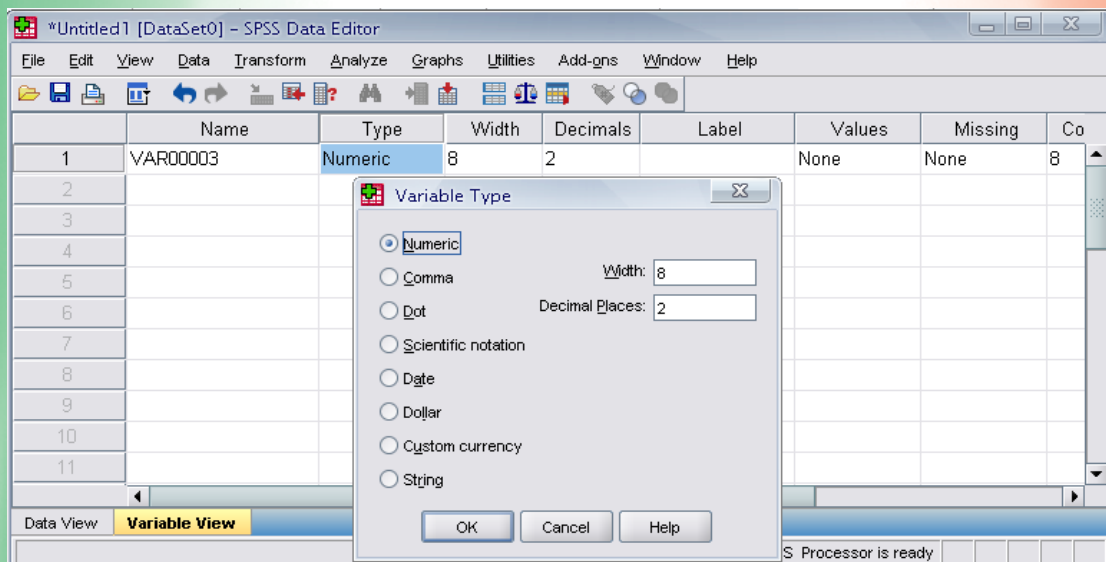 *Untitled1 [DataSet0] – SPSS Data Editor
File Edit View Data Transform Analyze Graphs Utilities Add-ons Window Help
Name Type Width Decimals Label Values Missing Co
1 VAR00003 Numeric 8 2 None None 8
2
3
4
5
6
7
8
9
10
11
Variable Type
Numeric
Comma
Dot
Scientific notation
Date
Dollar
Custom currency
String
Width: 8
Decimal Places: 2
OK Cancel Help
Data View Variable View
S Processor is ready